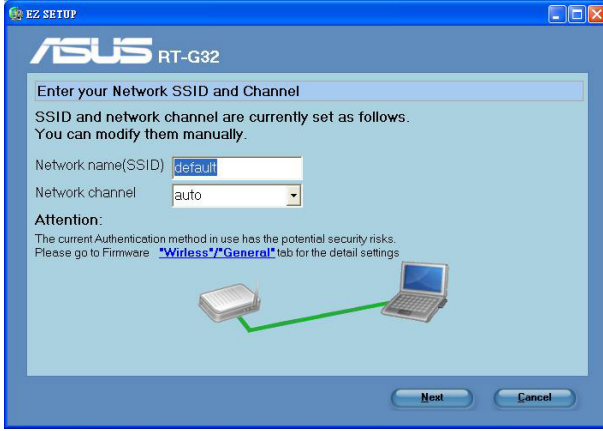 EZ SETUP
ASUS RT-G32
Enter your Network SSID and Channel
SSID and network channel are currently set as follows.
You can modify them manually.
Network name(SSID) default
Network channel auto
Attention:
The current Authentication method in use has the potential security risks.
Please go to Firmware "Wirless"/"General" tab for the detail settings
Next Cancel